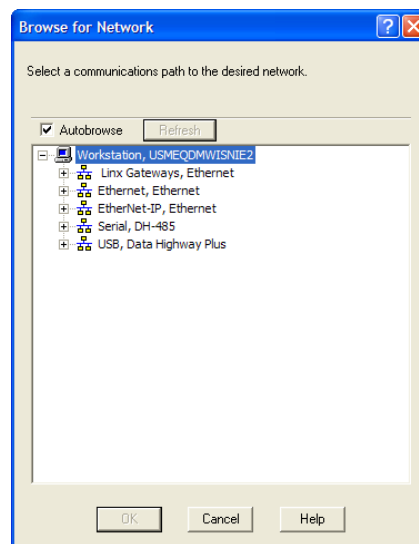 Browse for Network
Select a communications path to the desired network.
Autobrowse Refresh
Workstation, USMEQDMWISNIE2
Linx Gateways, Ethernet
Ethernet, Ethernet
EtherNet-IP, Ethernet
Serial, DH-485
USB, Data Highway Plus
OK Cancel Help